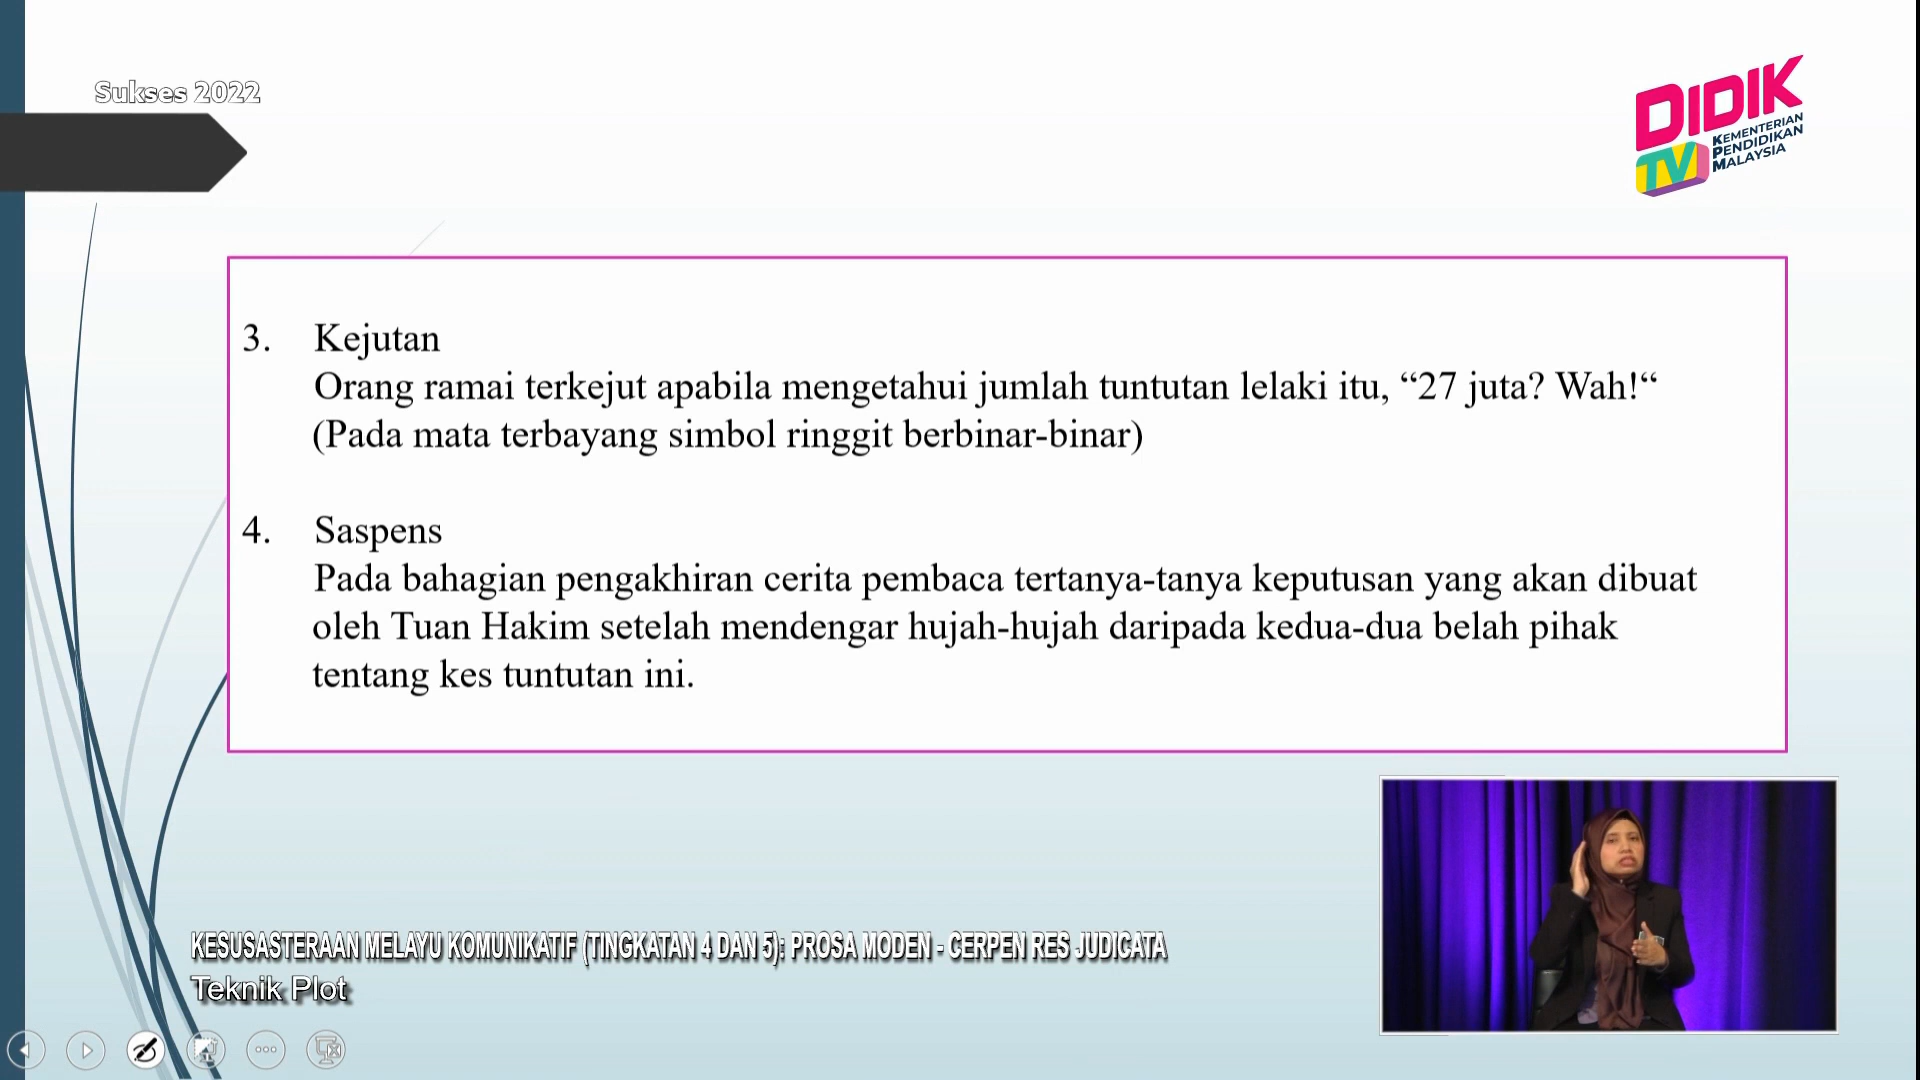 Sukses 2022
DIDIK
TV
KEMENTERIAN
PENDIDIKAN
MALAYSIA
3. Kejutan
Orang ramai terkejut apabila mengetahui jumlah tuntutan lelaki itu, “27 juta? Wah!“
(Pada mata terbayang simbol ringgit berbinar-binar)
4. Saspens
Pada bahagian pengakhiran cerita pembaca tertanya-tanya keputusan yang akan dibuat
oleh Tuan Hakim setelah mendengar hujah-hujah daripada kedua-dua belah pihak
tentang kes tuntutan ini.
KESUSASTERAAN MELAYU KOMUNIKATIF (TINGKATAN 4 DAN 5): PROSA MODEN - CERPEN RES JUDICATA
Teknik Plot